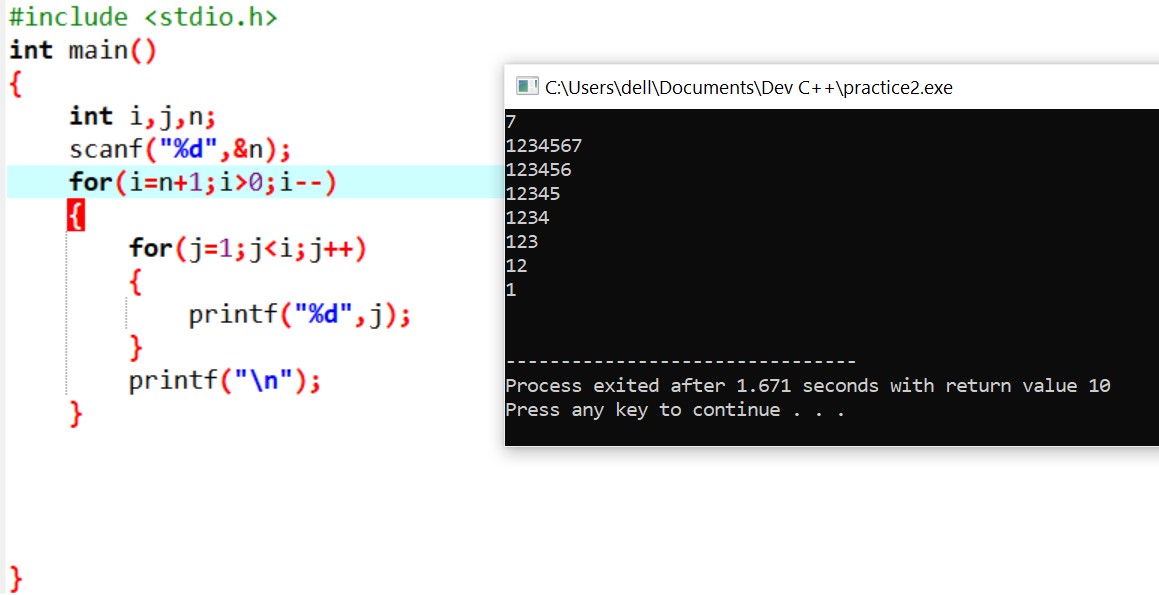 #include <stdio.h>
int main()
{
    int i,j,n;
    scanf("%d",&n);
    for(i=n+1;i>0;i--)
    {
        for(j=1;j<i;j++)
        {
            printf("%d",j);
        }
        printf("\n");
    }
}
C:\Users\dell\Documents\Dev C++\practice2.exe
7
1234567
123456
12345
1234
123
12
1
--------------------------------
Process exited after 1.671 seconds with return value 10
Press any key to continue . . .